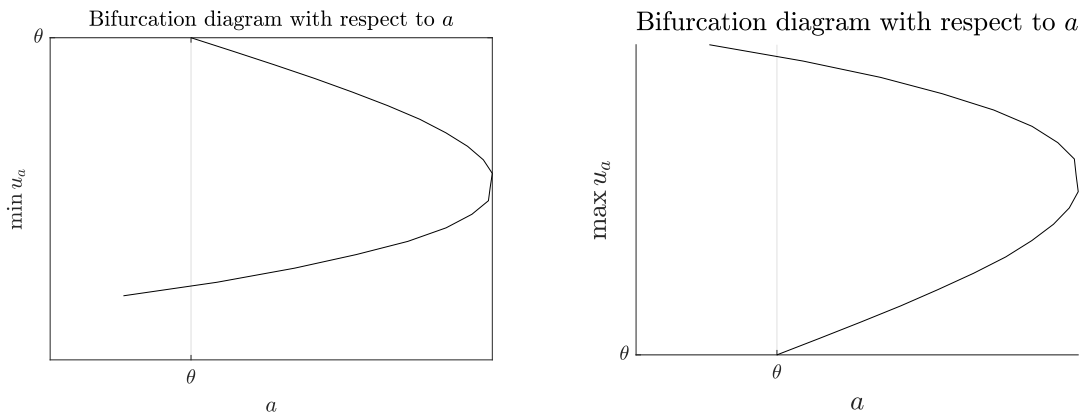 Bifurcation diagram with respect to a
θ
min u_a
θ
a
Bifurcation diagram with respect to a
max u_a
θ
θ
a